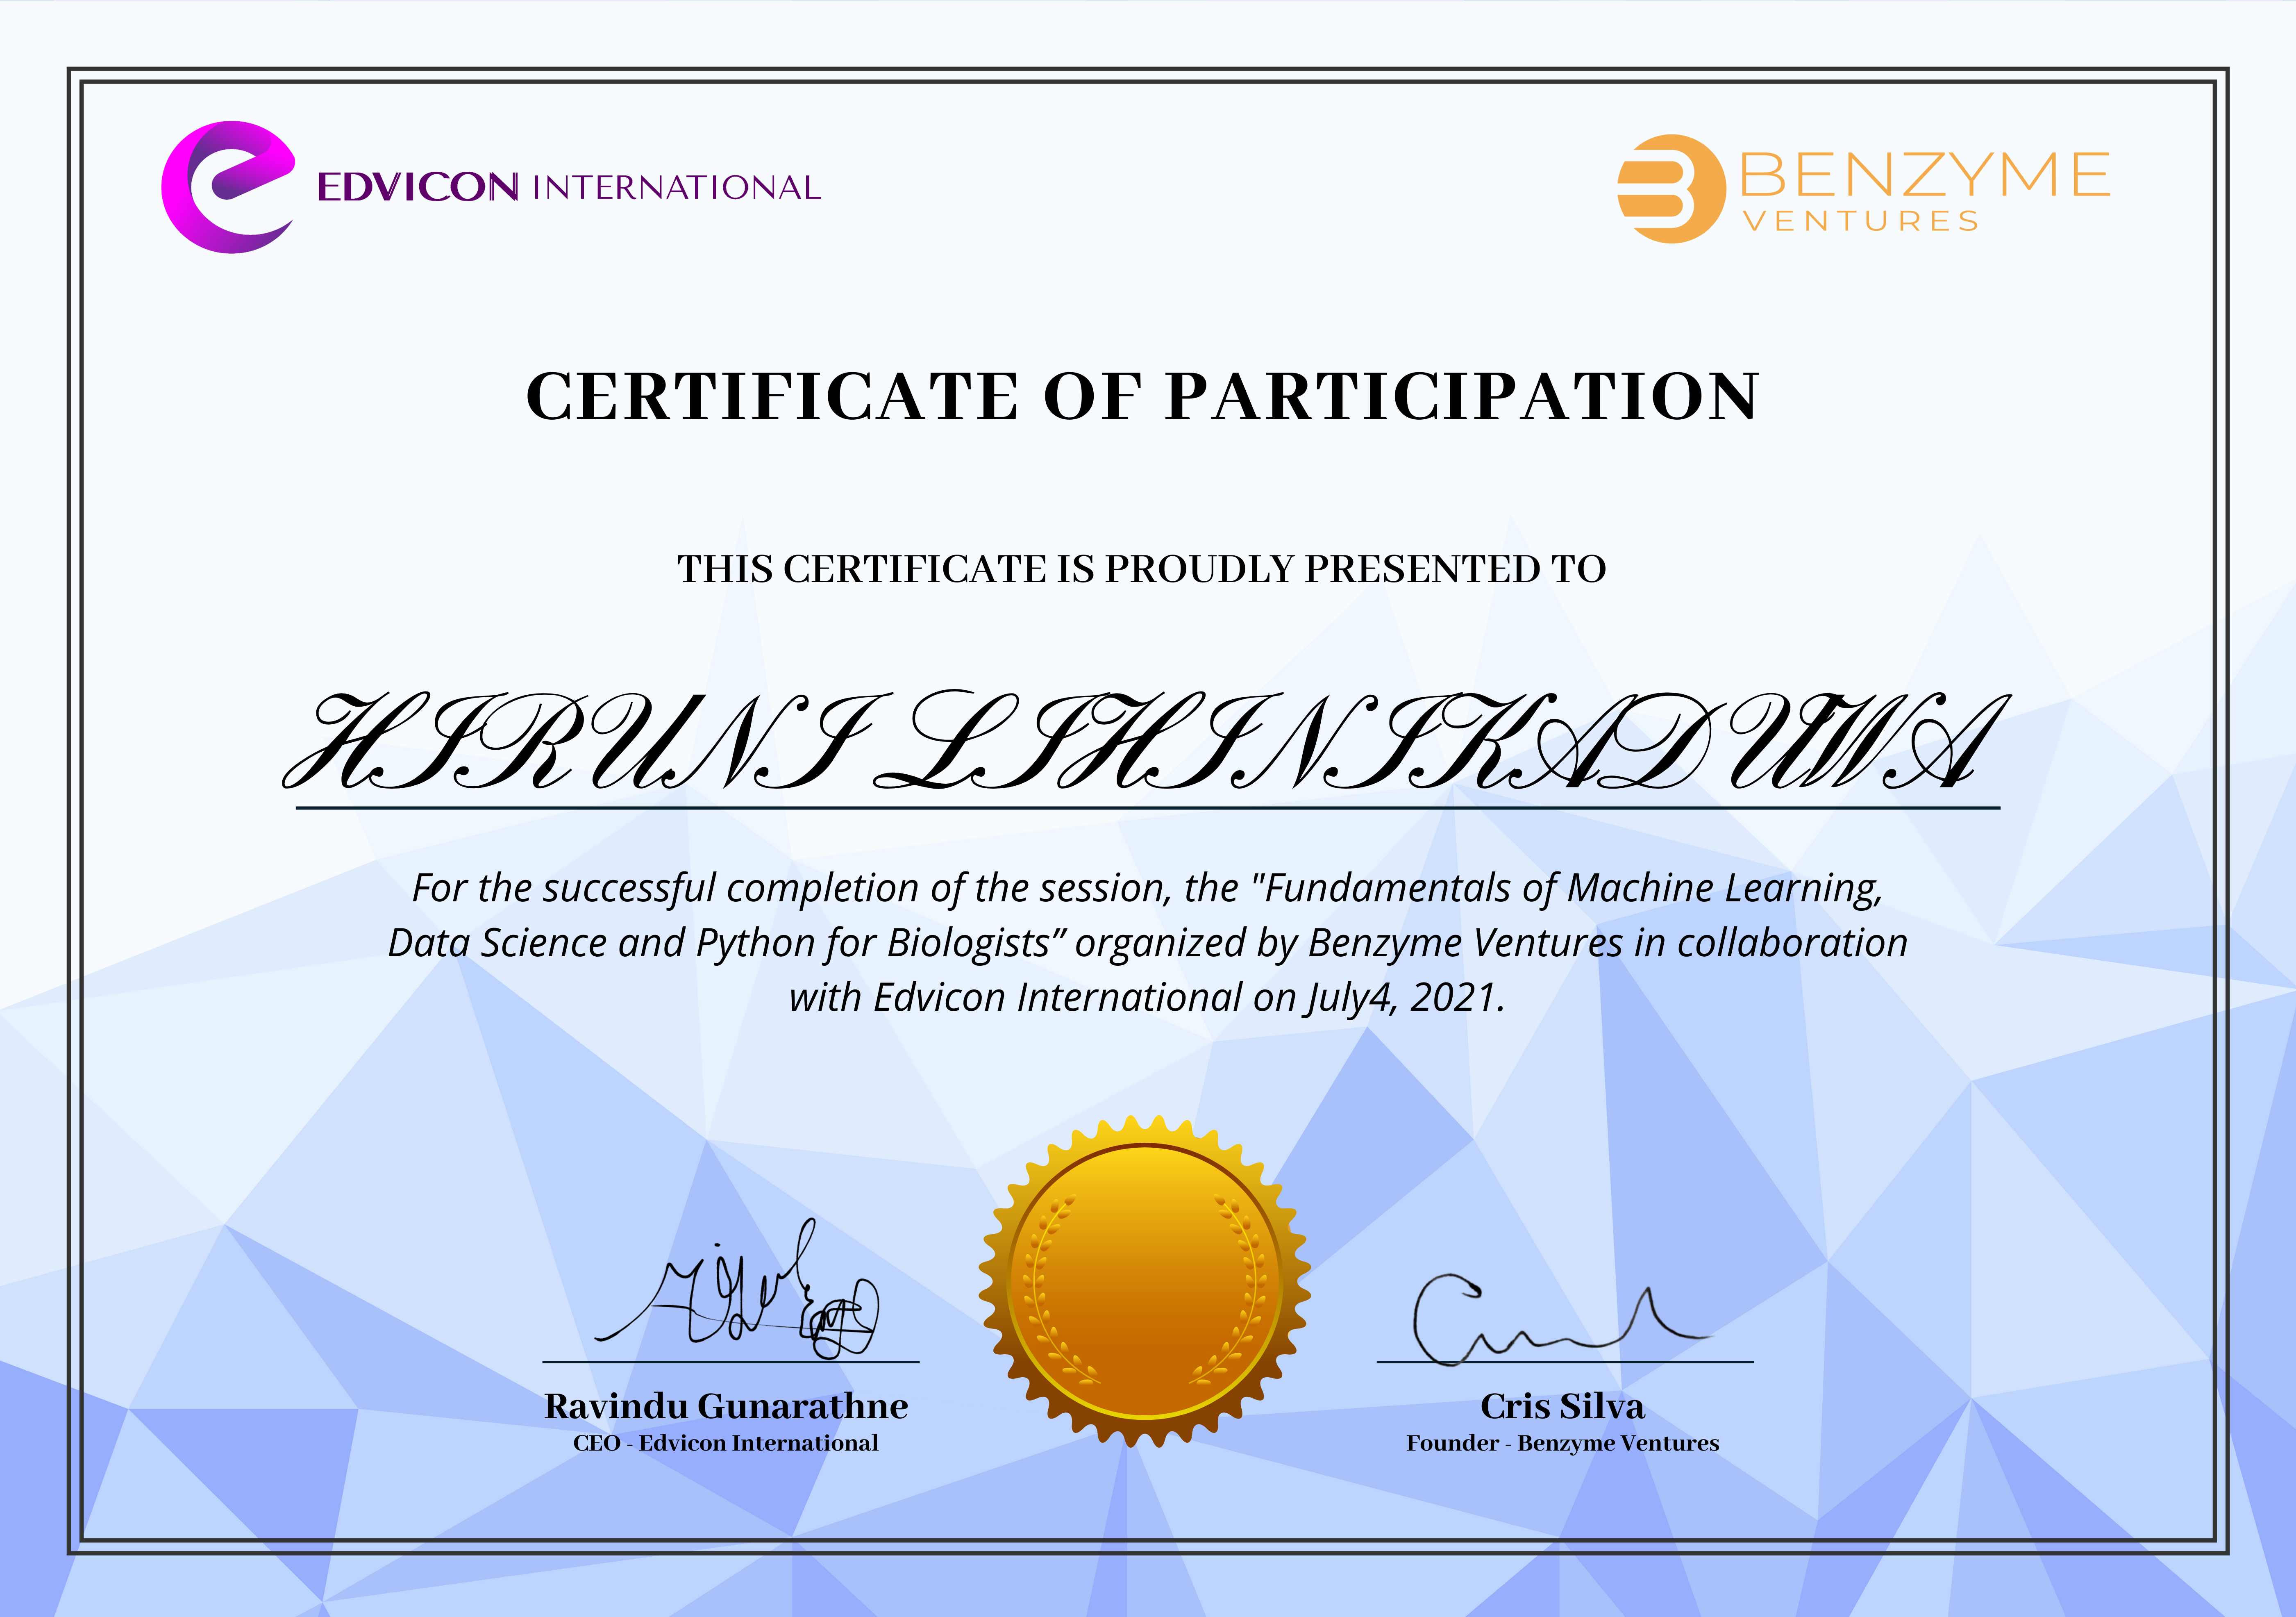 EDVICON INTERNATIONAL
BENZYME
VENTURES
CERTIFICATE OF PARTICIPATION
THIS CERTIFICATE IS PROUDLY PRESENTED TO
HIRUNI LIHINIKADUWA
For the successful completion of the session, the "Fundamentals of Machine Learning,
Data Science and Python for Biologists” organized by Benzyme Ventures in collaboration
with Edvicon International on July4, 2021.
Ravindu Gunarathne
CEO - Edvicon International
Cris Silva
Founder - Benzyme Ventures